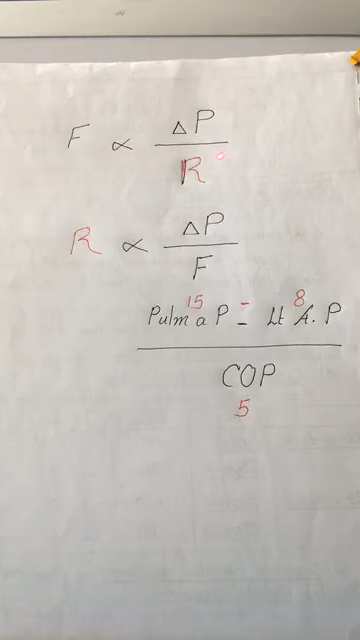 F ∝ ΔP
R
R ∝ ΔP
F
15 - 8
Pulm a P - Lt A. P
COP
5